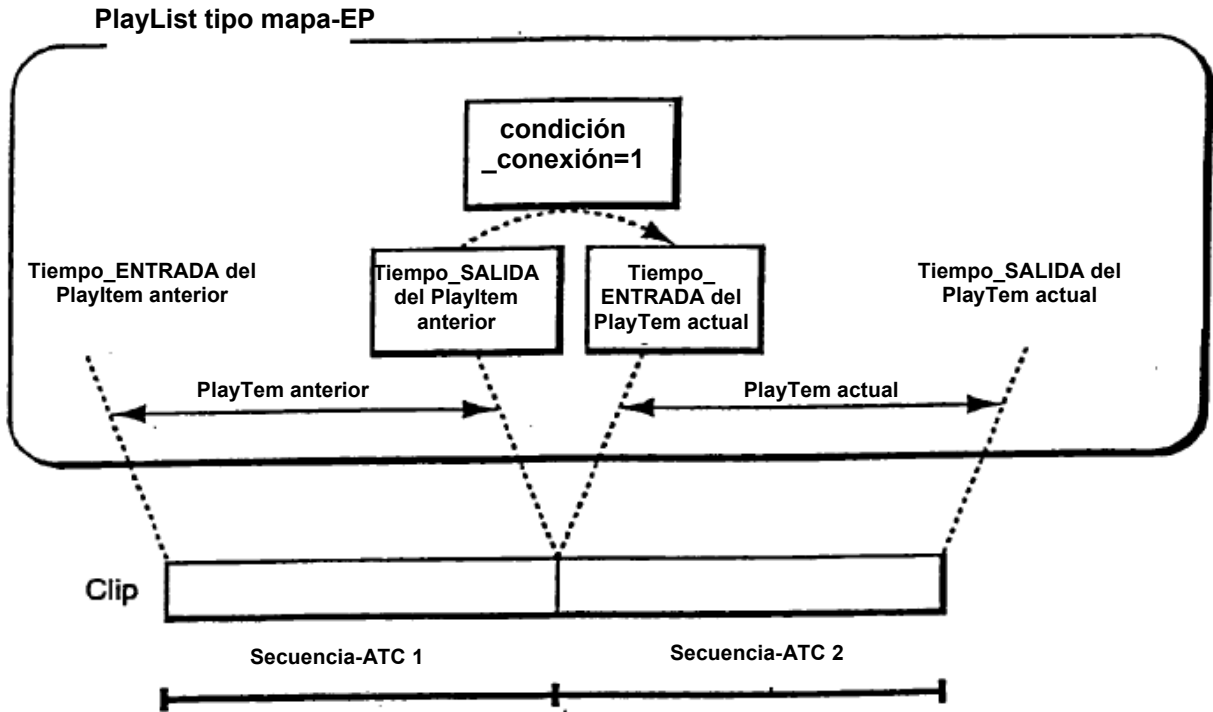 PlayList tipo mapa-EP
condición
_conexión=1
Tiempo_ENTRADA del
PlayItem anterior
Tiempo_SALIDA
del PlayItem
anterior
Tiempo_
ENTRADA del
PlayTem actual
Tiempo_SALIDA del
PlayTem actual
PlayTem anterior
PlayTem actual
Clip
Secuencia-ATC 1
Secuencia-ATC 2